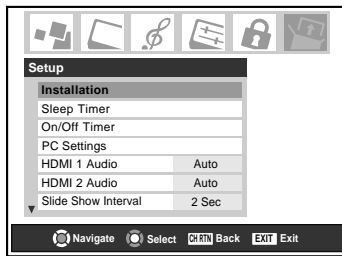 Setup
Installation
Sleep Timer
On/Off Timer
PC Settings
HDMI 1 Audio Auto
HDMI 2 Audio Auto
Slide Show Interval 2 Sec
Navigate Select CH RTN Back EXIT Exit